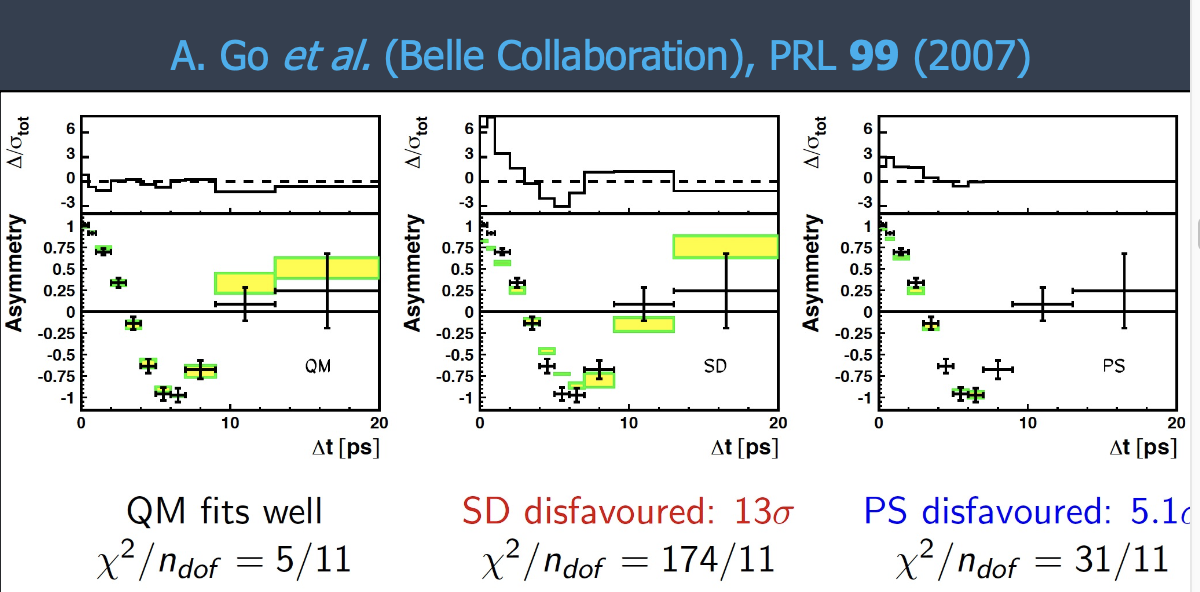 A. Go et al. (Belle Collaboration), PRL 99 (2007)
Δ/σtot
6
3
0
-3
Asymmetry
1
0.75
0.5
0.25
0
-0.25
-0.5
-0.75
-1
QM
0 10 20
Δt [ps]
Δ/σtot
6
3
0
-3
Asymmetry
1
0.75
0.5
0.25
0
-0.25
-0.5
-0.75
-1
SD
0 10 20
Δt [ps]
Δ/σtot
6
3
0
-3
Asymmetry
1
0.75
0.5
0.25
0
-0.25
-0.5
-0.75
-1
PS
0 10 20
Δt [ps]
QM fits well
χ²/ndof = 5/11
SD disfavoured: 13σ
χ²/ndof = 174/11
PS disfavoured: 5.1σ
χ²/ndof = 31/11